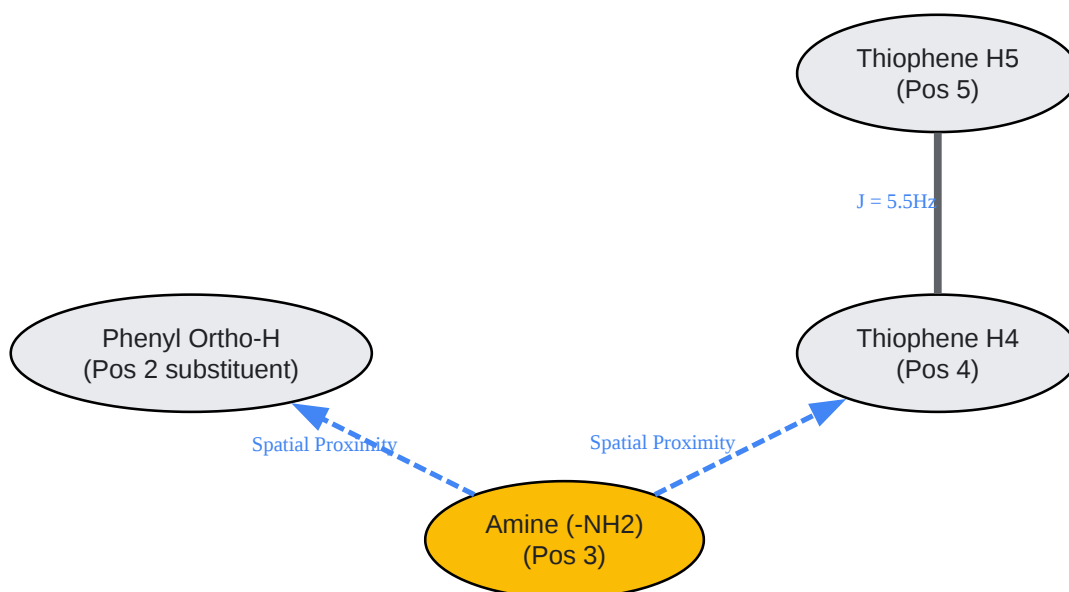 Thiophene H5
(Pos 5)
J = 5.5Hz
Phenyl Ortho-H
(Pos 2 substituent)
Thiophene H4
(Pos 4)
Spatial Proximity
Spatial Proximity
Amine (-NH2)
(Pos 3)